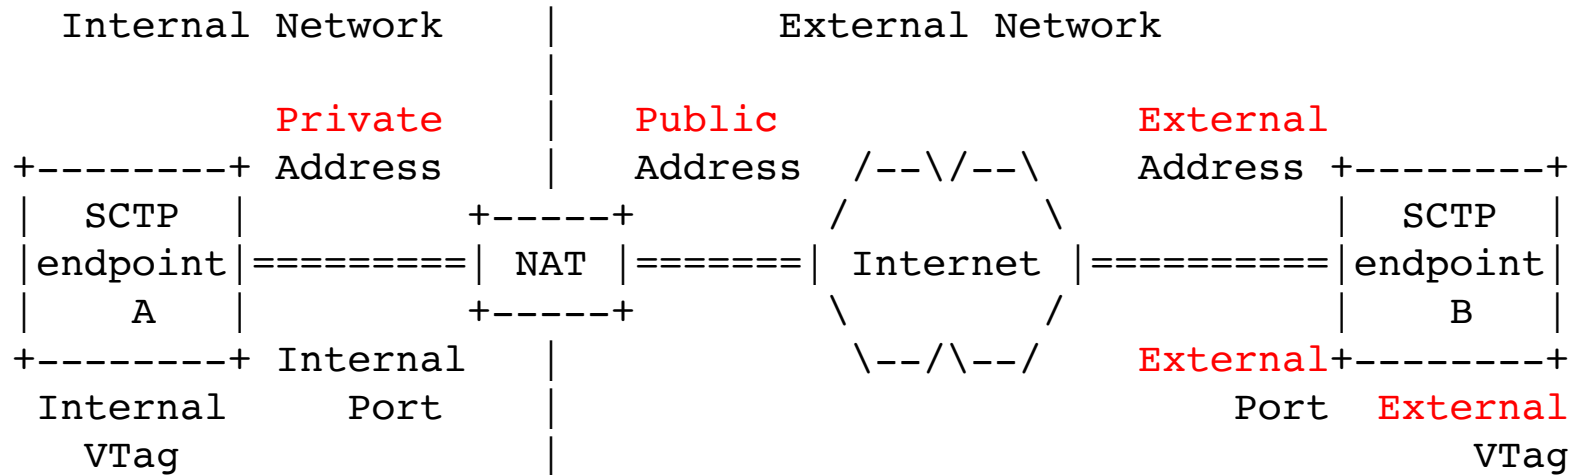 Internal Network | External Network
|
Private | Public External
+--------+ Address | Address /--\/--\ Address +--------+
| SCTP | +-----+ / \ | SCTP |
|endpoint|=========| NAT |=======| Internet |==========|endpoint|
| A | +-----+ \ / | B |
+--------+ Internal | \--/\--/ External+--------+
Internal Port | Port External
VTag | VTag